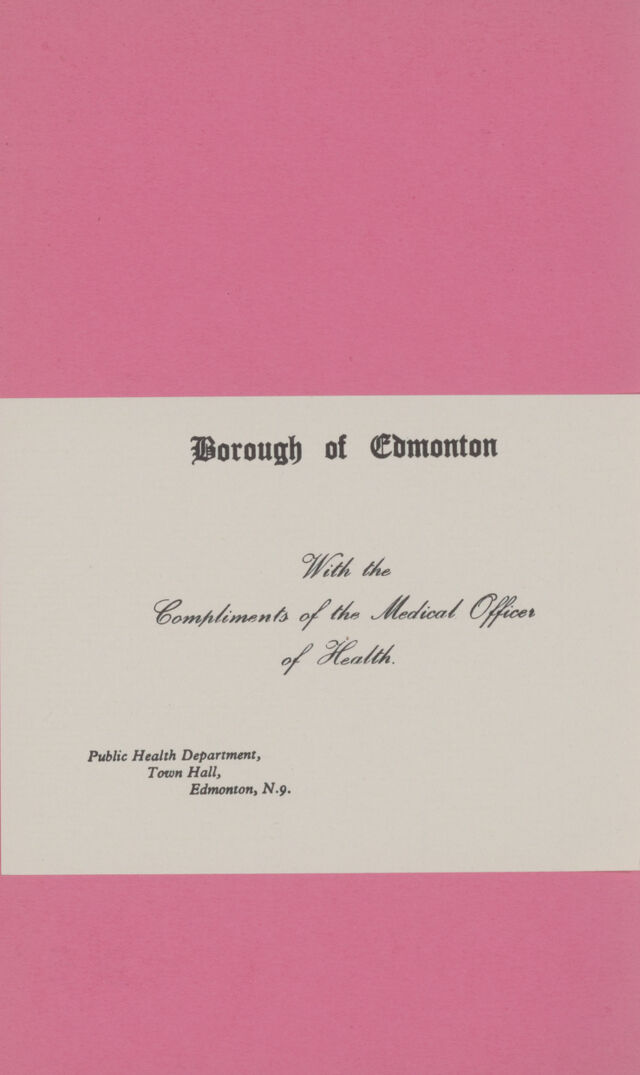 Borough of Edmonton
With the
Compliments of the Medical Officer
of Health.
Public Health Department,
Town Hall,
Edmonton, N.9.